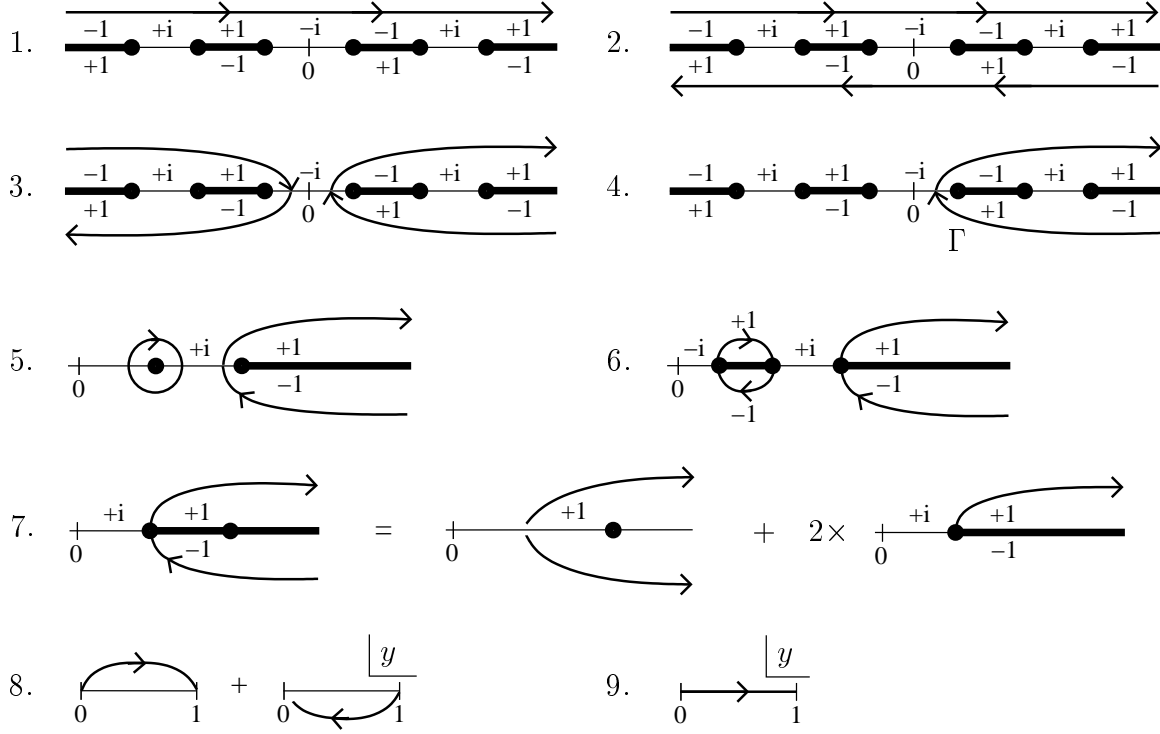 −1 +i +1 −i −1 +i +1
1.
+1 −1 0 +1 −1
−1 +i +1 −i −1 +i +1
2.
+1 −1 0 +1 −1
−1 +i +1 −i −1 +i +1
3.
+1 −1 0 +1 −1
−1 +i +1 −i −1 +i +1
4.
+1 −1 0 +1 −1
Γ
+i +1
5.
0 −1
+1
−i +i +1
6.
0 −1
−1
+i +1 +1 +i +1
7. = + 2×
0 −1 0 0 −1
y
8. +
0 1 0 1
y
9.
0 1